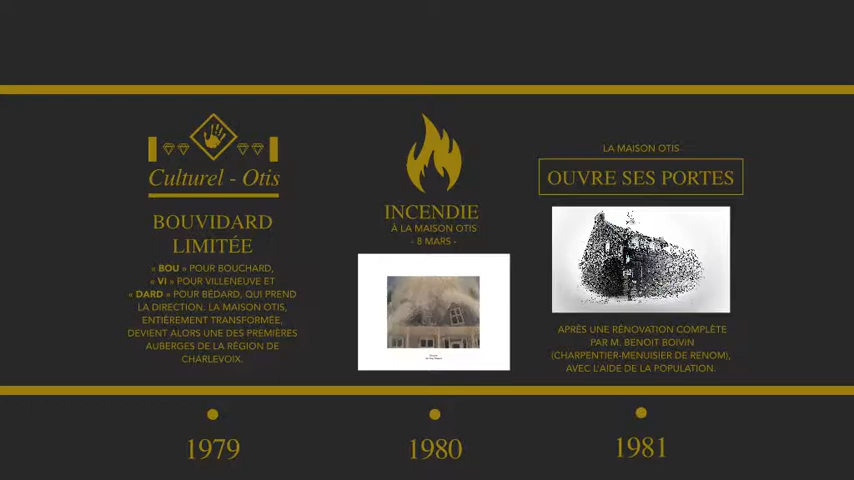 Culturel - Otis
BOUVIDARD
LIMITÉE
« BOU » POUR BOUCHARD,
« VI » POUR VILLENEUVE ET
« DARD » POUR BÉDARD, QUI PREND
LA DIRECTION. LA MAISON OTIS,
ENTIÈREMENT TRANSFORMÉE,
DEVIENT ALORS UNE DES PREMIÈRES
AUBERGES DE LA RÉGION DE
CHARLEVOIX.
1979
INCENDIE
À LA MAISON OTIS
- 8 MARS -
1980
LA MAISON OTIS
OUVRE SES PORTES
APRÈS UNE RÉNOVATION COMPLÈTE
PAR M. BENOIT BOIVIN
(CHARPENTIER-MENUISIER DE RENOM),
AVEC L'AIDE DE LA POPULATION.
1981